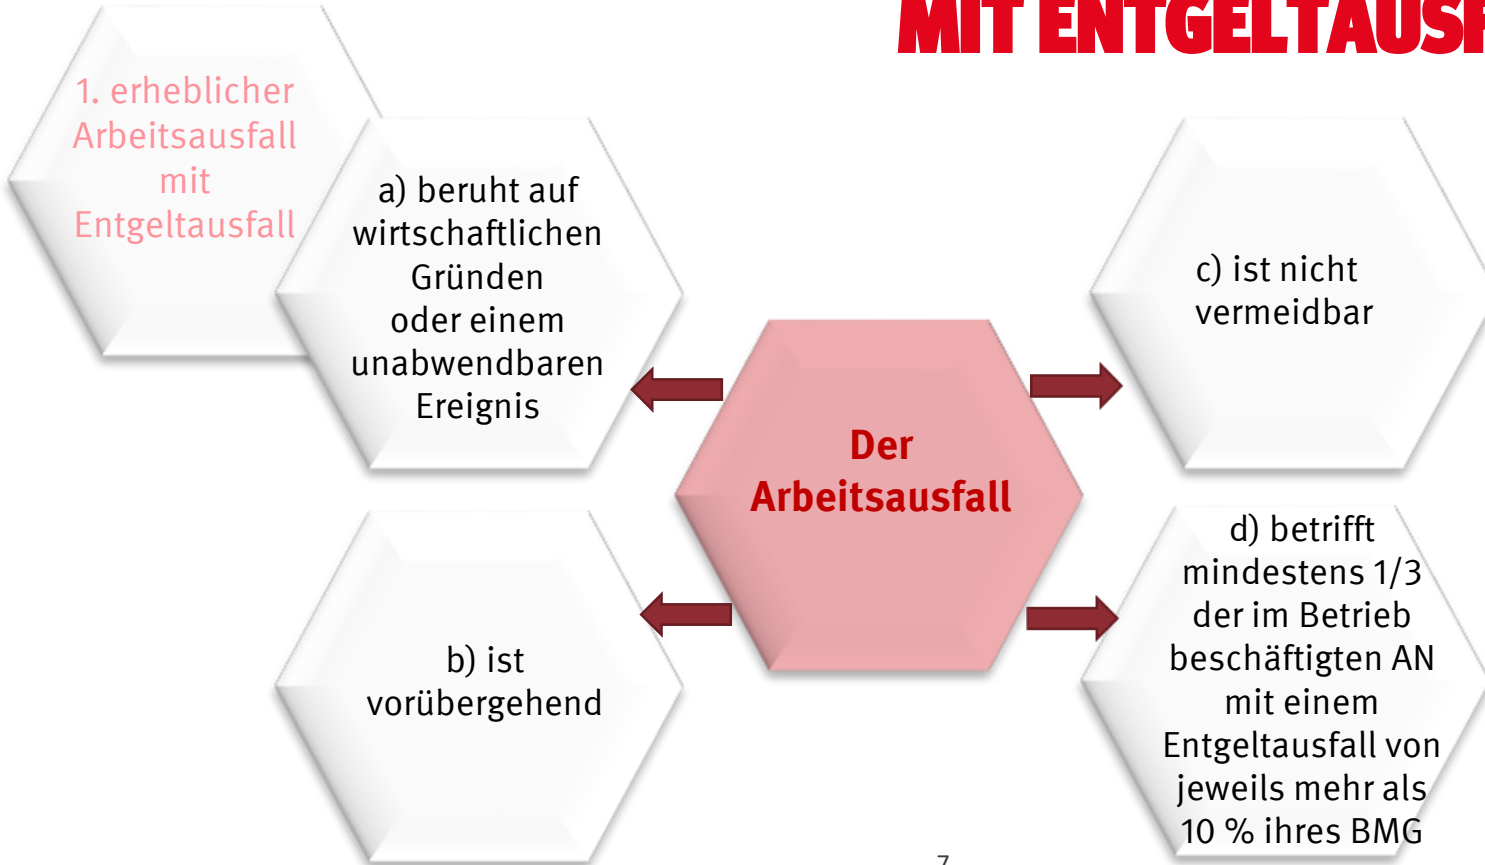 MIT ENTGELTAUSF
1. erheblicher
Arbeitsausfall
mit
Entgeltausfall
a) beruht auf
wirtschaftlichen
Gründen
oder einem
unabwendbaren
Ereignis
c) ist nicht
vermeidbar
Der
Arbeitsausfall
b) ist
vorübergehend
d) betrifft
mindestens 1/3
der im Betrieb
beschäftigten AN
mit einem
Entgeltausfall von
jeweils mehr als
10 % ihres BMG
7